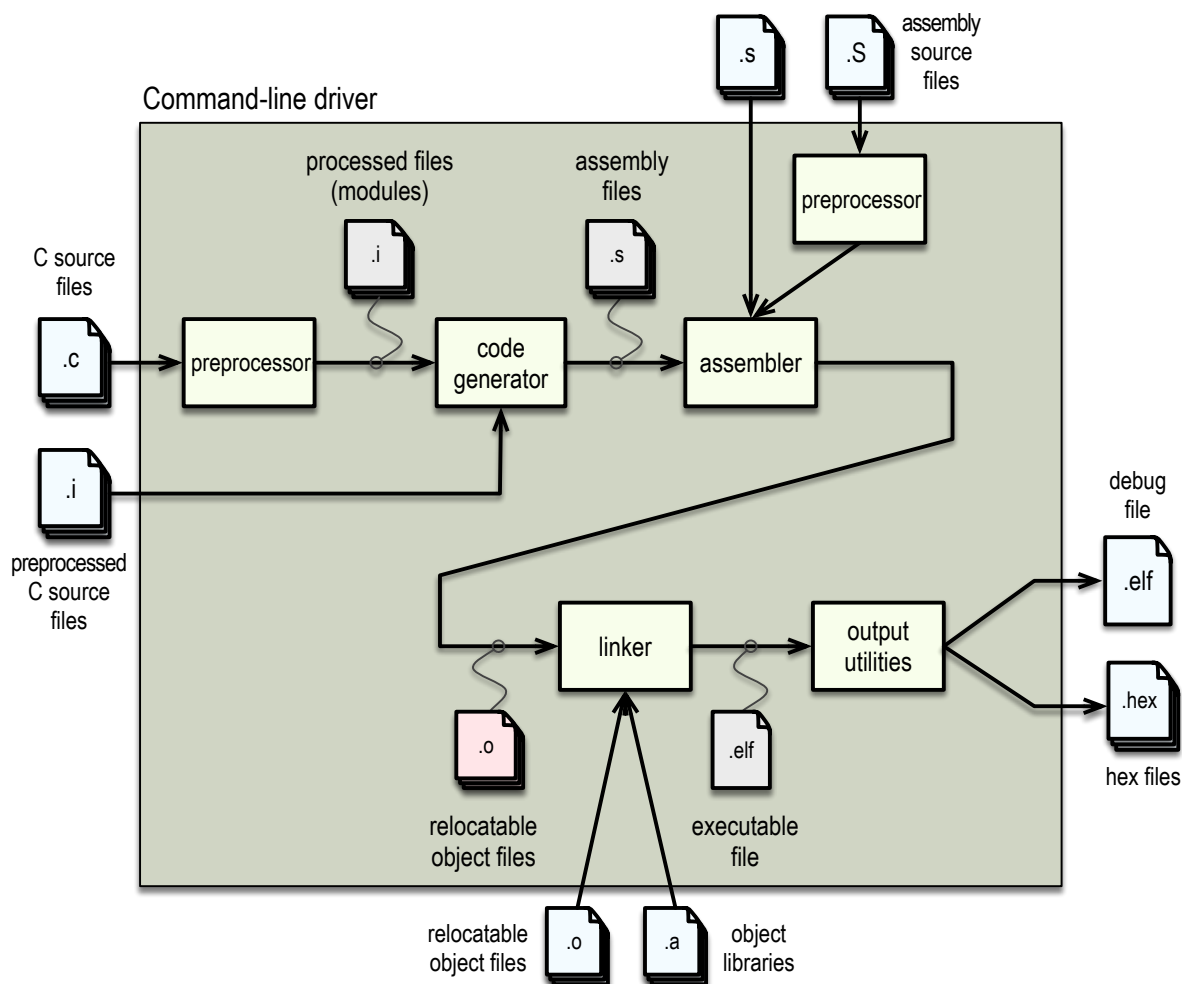 .s
.S
assembly
source
files
Command-line driver
processed files
(modules)
assembly
files
preprocessor
C source
files
.i
.s
.c
preprocessor
code
generator
assembler
.i
preprocessed
C source
files
debug
file
.elf
linker
output
utilities
.hex
hex files
.o
.elf
relocatable
object files
executable
file
relocatable
object files
.o
.a
object
libraries